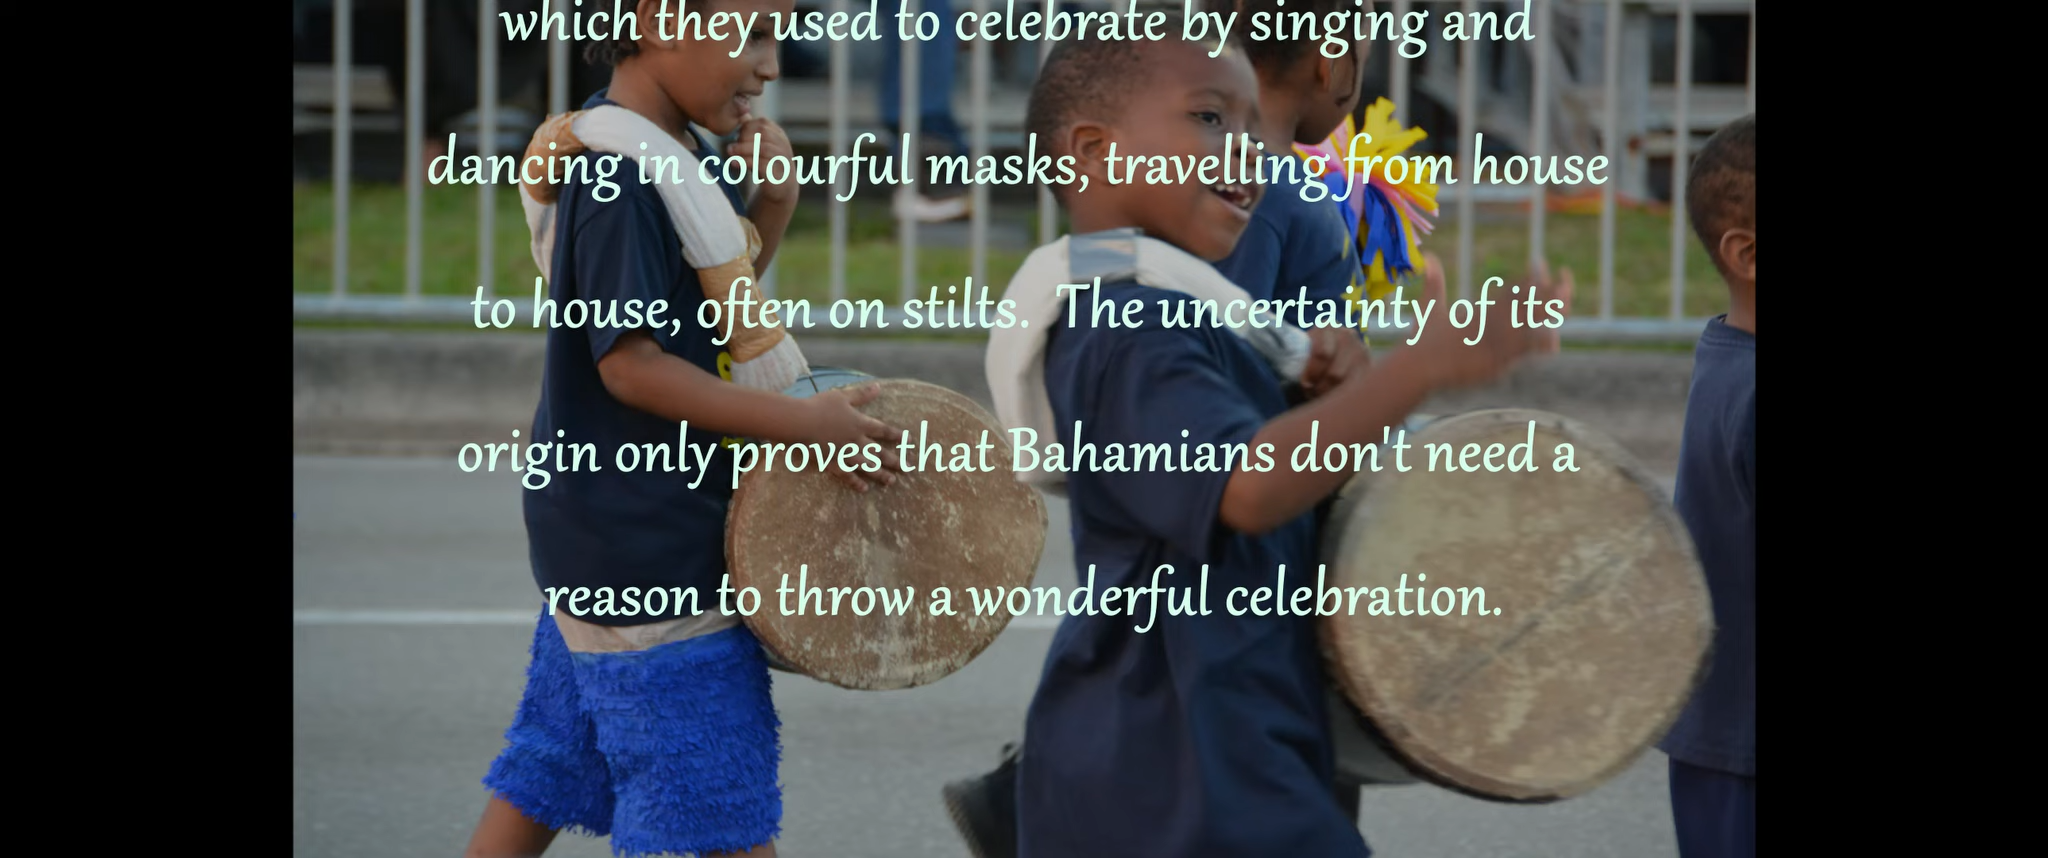 which they used to celebrate by singing and
dancing in colourful masks, travelling from house
to house, often on stilts.  The uncertainty of its
origin only proves that Bahamians don't need a
reason to throw a wonderful celebration.